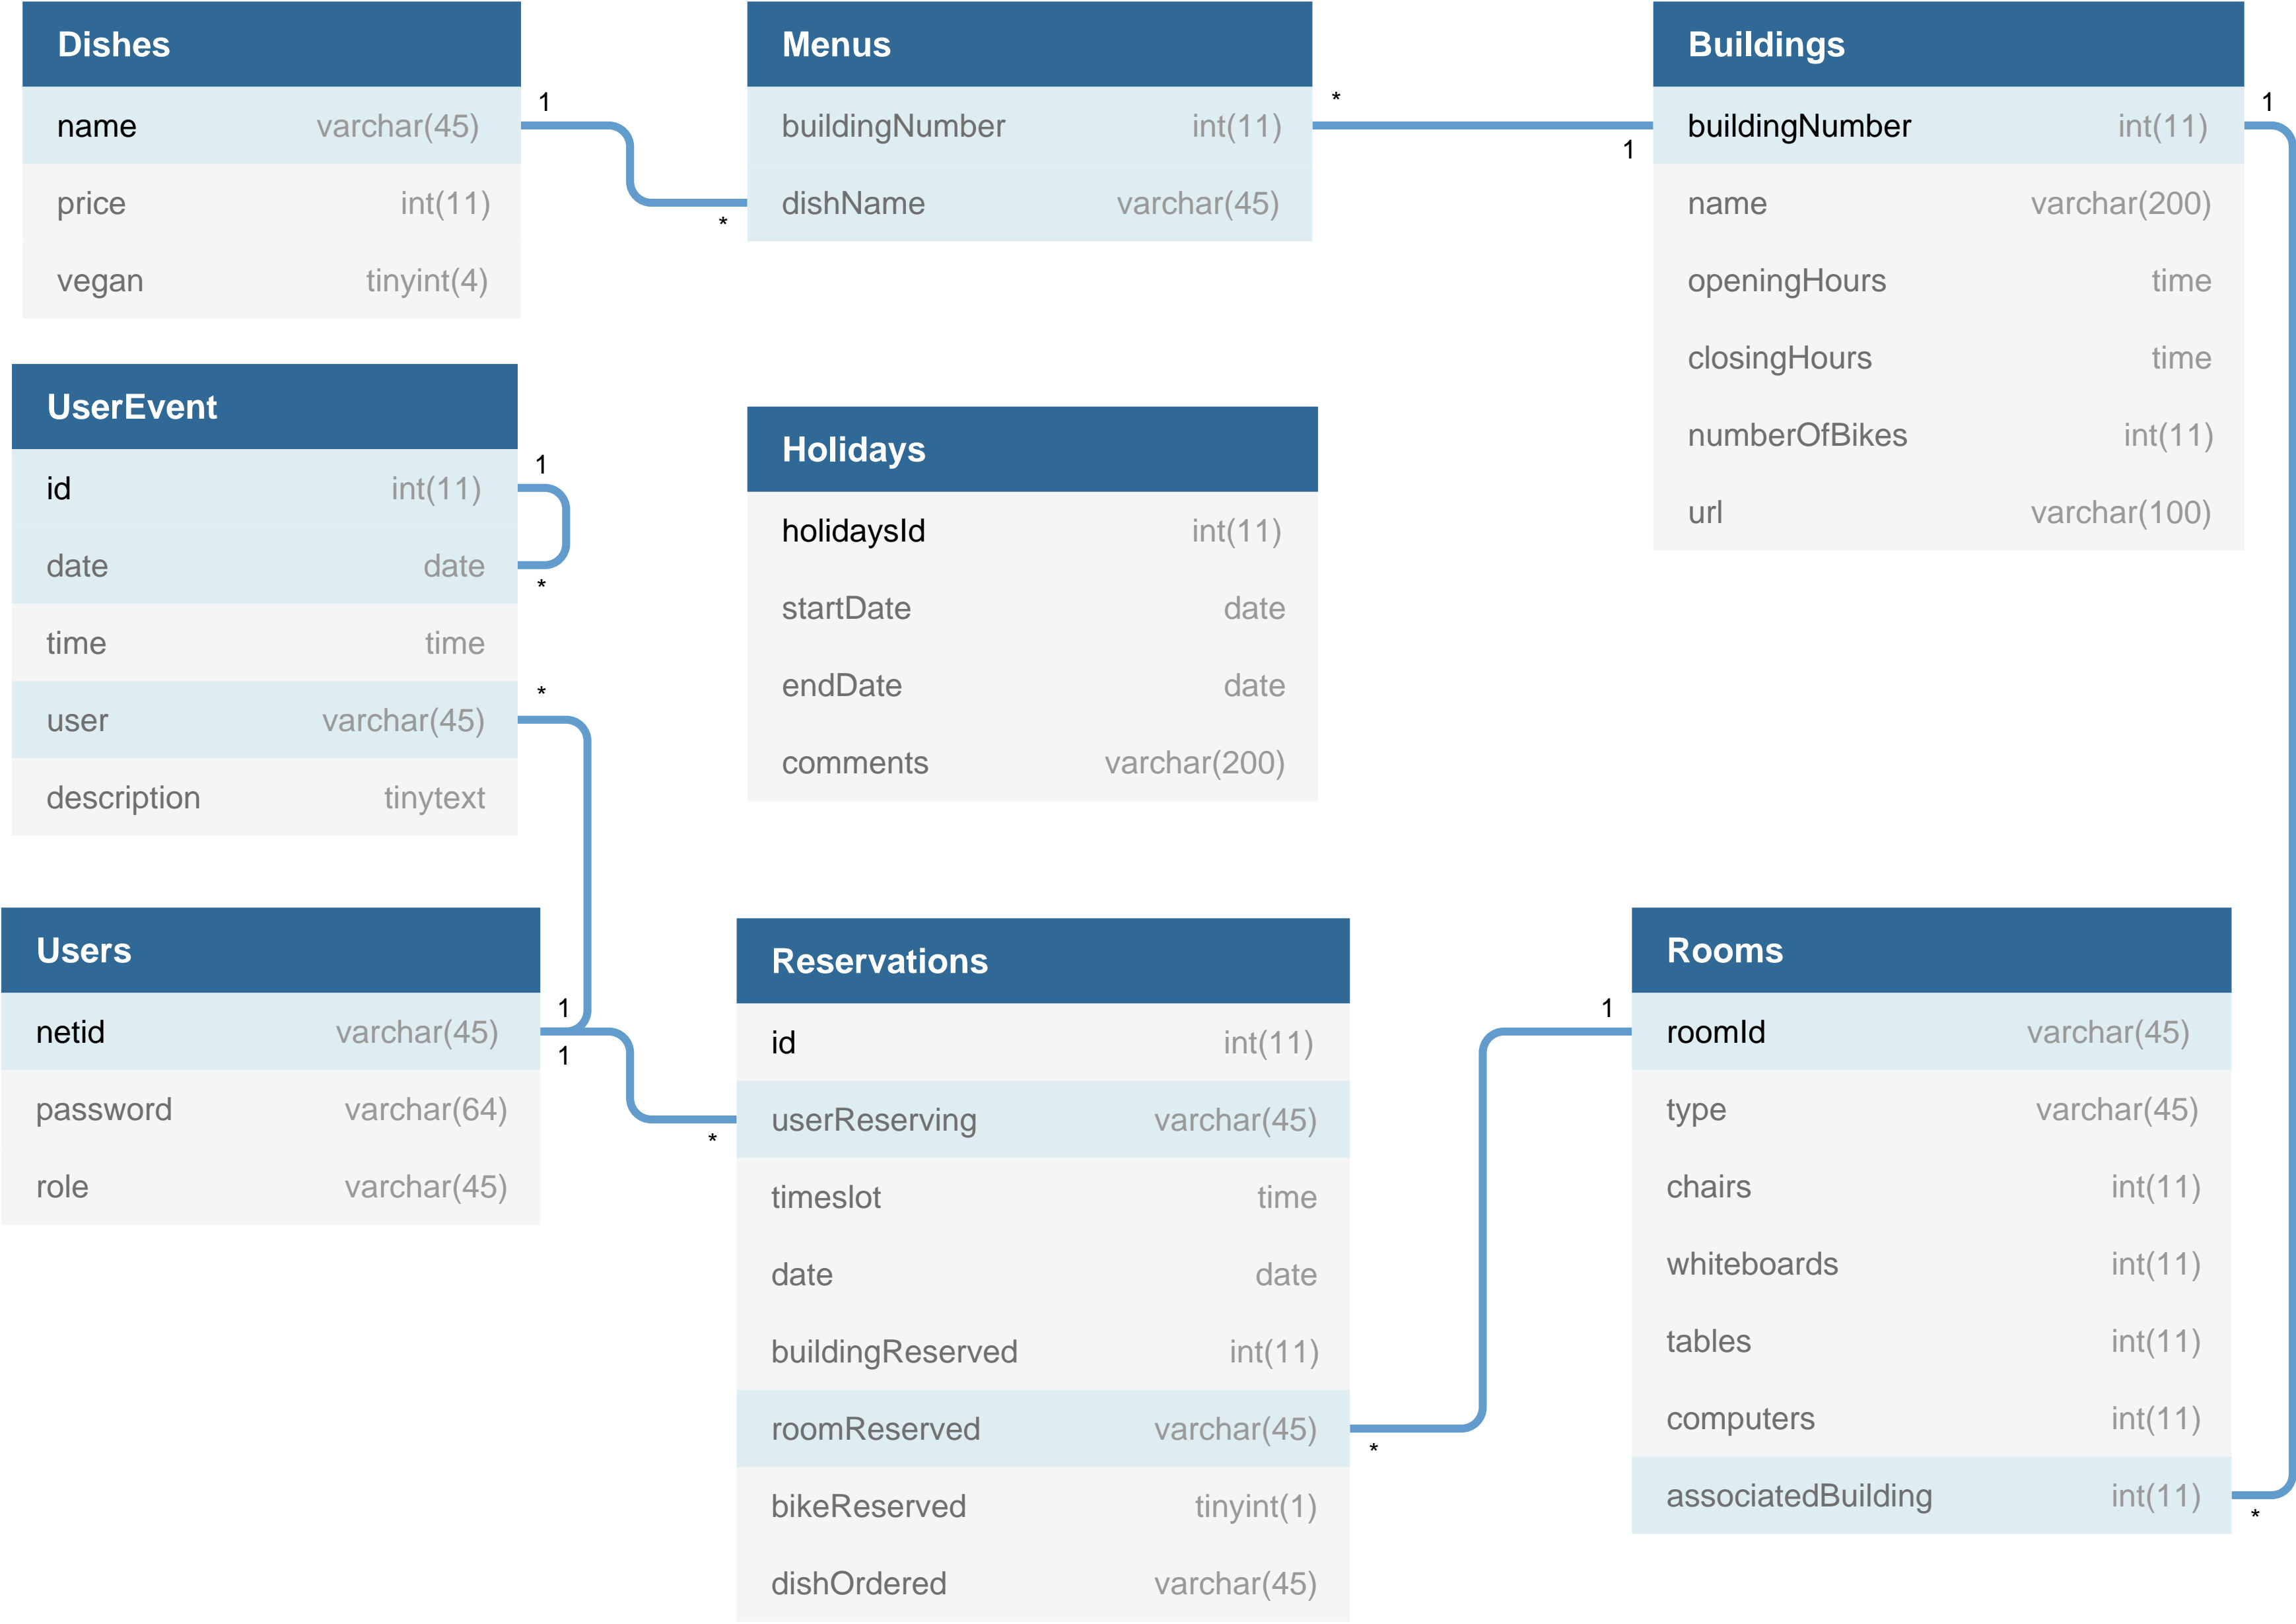 Dishes
name varchar(45)
price int(11)
vegan tinyint(4)
1
*
Menus
buildingNumber int(11)
dishName varchar(45)
*
1
Buildings
buildingNumber int(11)
name varchar(200)
openingHours time
closingHours time
numberOfBikes int(11)
url varchar(100)
1
UserEvent
id int(11)
date date
time time
user varchar(45)
description tinytext
1
*
*
Holidays
holidaysId int(11)
startDate date
endDate date
comments varchar(200)
Users
netid varchar(45)
password varchar(64)
role varchar(45)
1
1
*
Reservations
id int(11)
userReserving varchar(45)
timeslot time
date date
buildingReserved int(11)
roomReserved varchar(45)
bikeReserved tinyint(1)
dishOrdered varchar(45)
*
1
Rooms
roomId varchar(45)
type varchar(45)
chairs int(11)
whiteboards int(11)
tables int(11)
computers int(11)
associatedBuilding int(11)
*